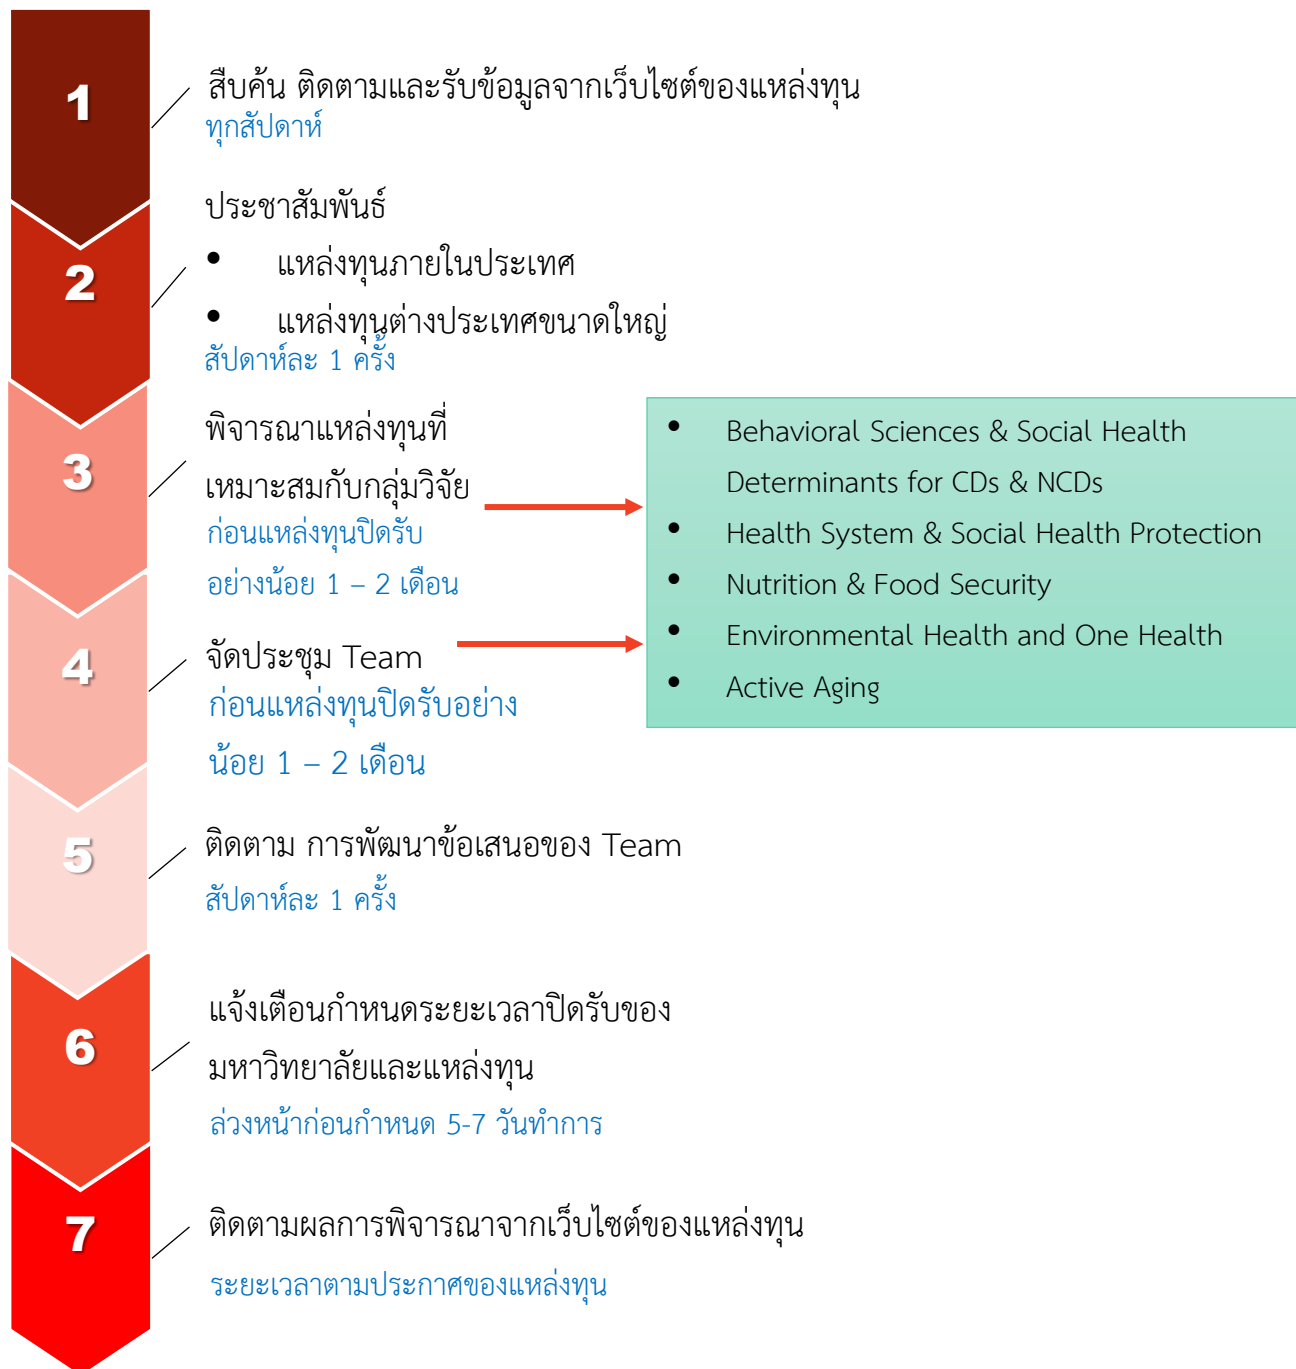 1
สืบค้น ติดตามและรับข้อมูลจากเว็บไซต์ของแหล่งทุน
ทุกสัปดาห์
2
ประชาสัมพันธ์
• แหล่งทุนภายในประเทศ
• แหล่งทุนต่างประเทศขนาดใหญ่
สัปดาห์ละ 1 ครั้ง
3
พิจารณาแหล่งทุนที่
เหมาะสมกับกลุ่มวิจัย
ก่อนแหล่งทุนปิดรับ
อย่างน้อย 1 – 2 เดือน
• Behavioral Sciences & Social Health
Determinants for CDs & NCDs
• Health System & Social Health Protection
• Nutrition & Food Security
• Environmental Health and One Health
• Active Aging
4
จัดประชุม Team
ก่อนแหล่งทุนปิดรับอย่าง
น้อย 1 – 2 เดือน
5
ติดตาม การพัฒนาข้อเสนอของ Team
สัปดาห์ละ 1 ครั้ง
6
แจ้งเตือนกำหนดระยะเวลาปิดรับของ
มหาวิทยาลัยและแหล่งทุน
ล่วงหน้าก่อนกำหนด 5-7 วันทำการ
7
ติดตามผลการพิจารณาจากเว็บไซต์ของแหล่งทุน
ระยะเวลาตามประกาศของแหล่งทุน